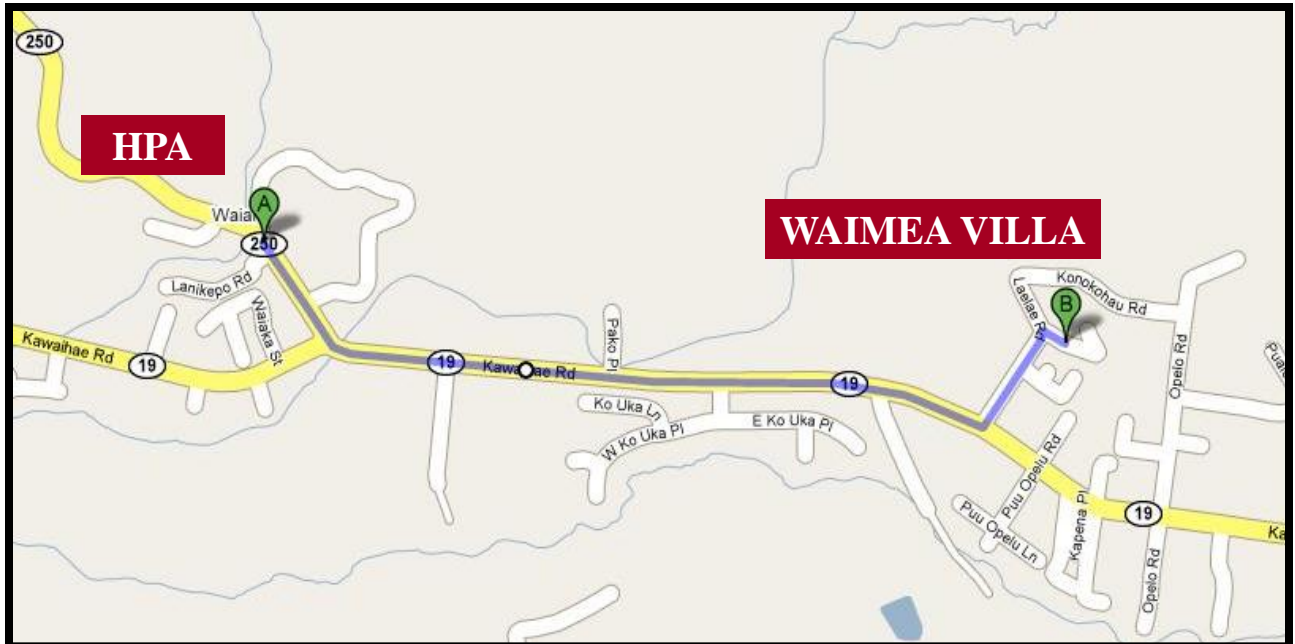 250
HPA
A
Waiai
250
Lanikepo Rd
Waiaka St
Kawaihae Rd
19
19
Kawaihae Rd
Pako Pl
Ko Uka Ln
W Ko Uka Pl
E Ko Uka Pl
19
WAIMEA VILLA
Konokohau Rd
Laelae Rd
B
Opelo Rd
Puu Opelu Rd
Puu Opelu Ln
Kapena Pl
19
Opelo Rd